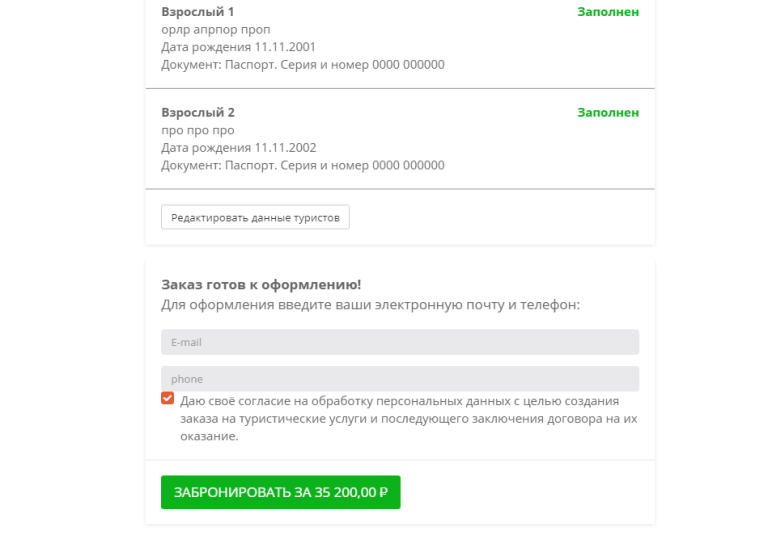 Взрослый 1 Заполнен
орлр апрпор проп
Дата рождения 11.11.2001
Документ: Паспорт. Серия и номер 0000 000000
Взрослый 2 Заполнен
про про про
Дата рождения 11.11.2002
Документ: Паспорт. Серия и номер 0000 000000
Редактировать данные туристов
Заказ готов к оформлению!
Для оформления введите ваши электронную почту и телефон:
E-mail
phone
Даю своё согласие на обработку персональных данных с целью создания
заказа на туристические услуги и последующего заключения договора на их
оказание.
ЗАБРОНИРОВАТЬ ЗА 35 200,00 ₽